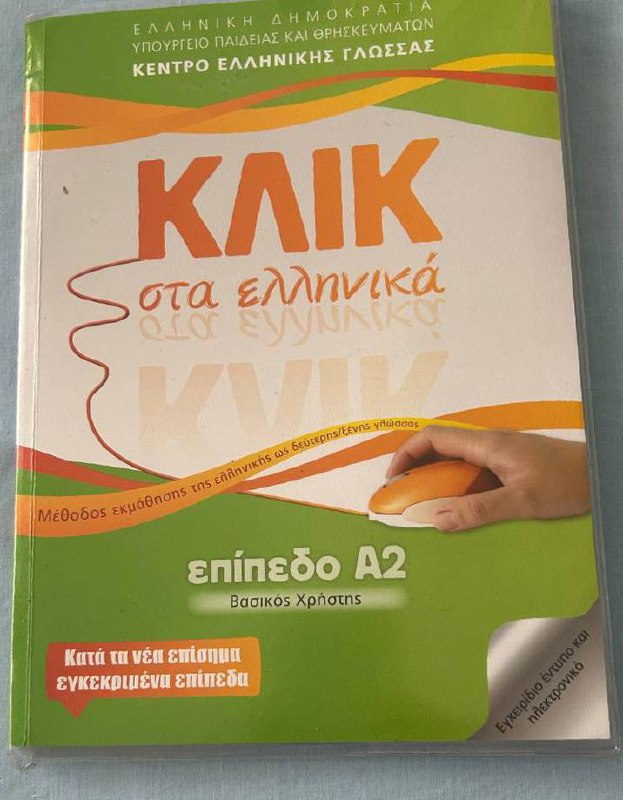 ΕΛΛΗΝΙΚΗ ΔΗΜΟΚΡΑΤΙΑ
ΥΠΟΥΡΓΕΙΟ ΠΑΙΔΕΙΑΣ ΚΑΙ ΘΡΗΣΚΕΥΜΑΤΩΝ
ΚΕΝΤΡΟ ΕΛΛΗΝΙΚΗΣ ΓΛΩΣΣΑΣ
ΚΛΙΚ
στα ελληνικά
Μέθοδος εκμάθησης της ελληνικής ως δεύτερης/ξένης γλώσσας
επίπεδο Α2
Βασικός Χρήστης
Κατά τα νέα επίσημα
εγκεκριμένα επίπεδα
Εγχειρίδιο έντυπο και
ηλεκτρονικό